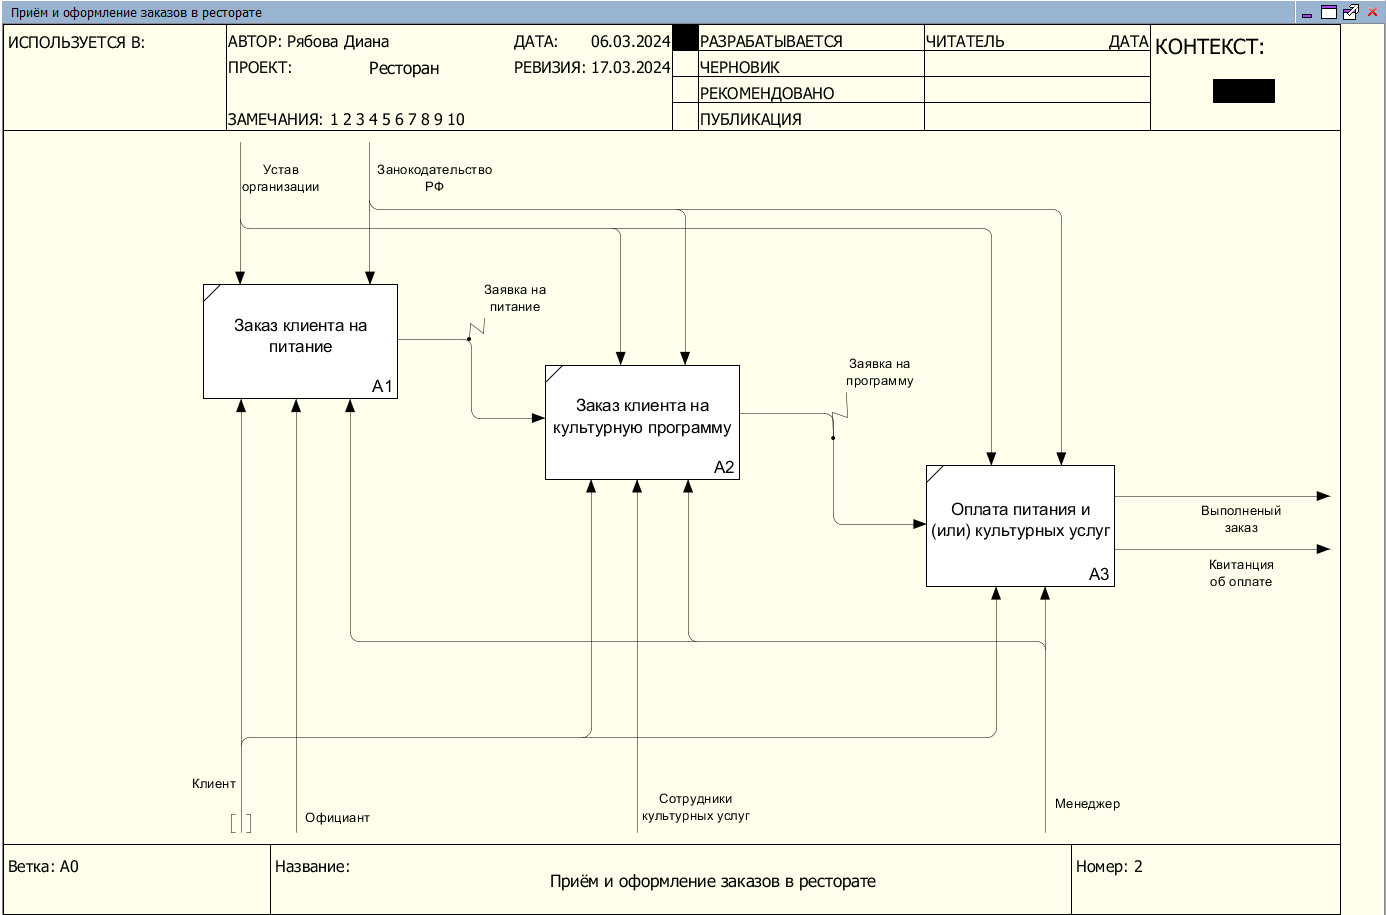 Приём и оформление заказов в ресторате
ИСПОЛЬЗУЕТСЯ В:
АВТОР: Рябова Диана
ДАТА: 06.03.2024
РАЗРАБАТЫВАЕТСЯ
ЧИТАТЕЛЬ
ДАТА
КОНТЕКСТ:
ПРОЕКТ: Ресторан
РЕВИЗИЯ: 17.03.2024
ЧЕРНОВИК
РЕКОМЕНДОВАНО
ЗАМЕЧАНИЯ: 1 2 3 4 5 6 7 8 9 10
ПУБЛИКАЦИЯ
Устав
организации
Занокодательство
РФ
Заявка на
питание
Заказ клиента на
питание
A1
Заявка на
программу
Заказ клиента на
культурную программу
A2
Оплата питания и
(или) культурных услуг
A3
Выполненый
заказ
Квитанция
об оплате
Клиент
Официант
Сотрудники
культурных услуг
Менеджер
Ветка: A0
Название:
Приём и оформление заказов в ресторате
Номер: 2